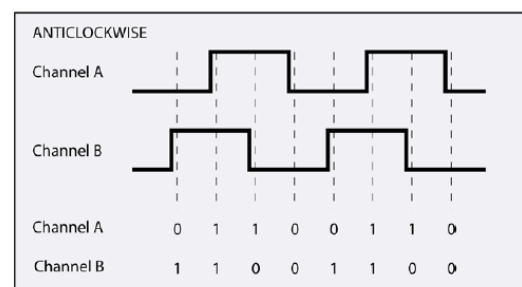 ANTICLOCKWISE
Channel A
Channel B
Channel A 0 1 1 0 0 1 1 0
Channel B 1 1 0 0 1 1 0 0